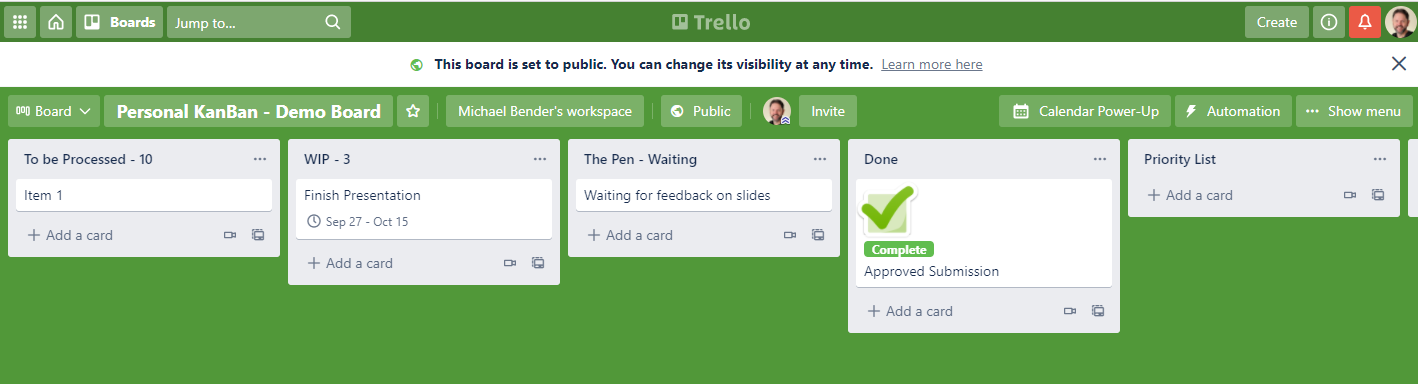 Boards
Jump to...
Trello
Create
This board is set to public. You can change its visibility at any time. Learn more here
Board
Personal KanBan - Demo Board
Michael Bender's workspace
Public
Invite
Calendar Power-Up
Automation
Show menu
To be Processed - 10
Item 1
Add a card
WIP - 3
Finish Presentation
Sep 27 - Oct 15
Add a card
The Pen - Waiting
Waiting for feedback on slides
Add a card
Done
Complete
Approved Submission
Add a card
Priority List
Add a card